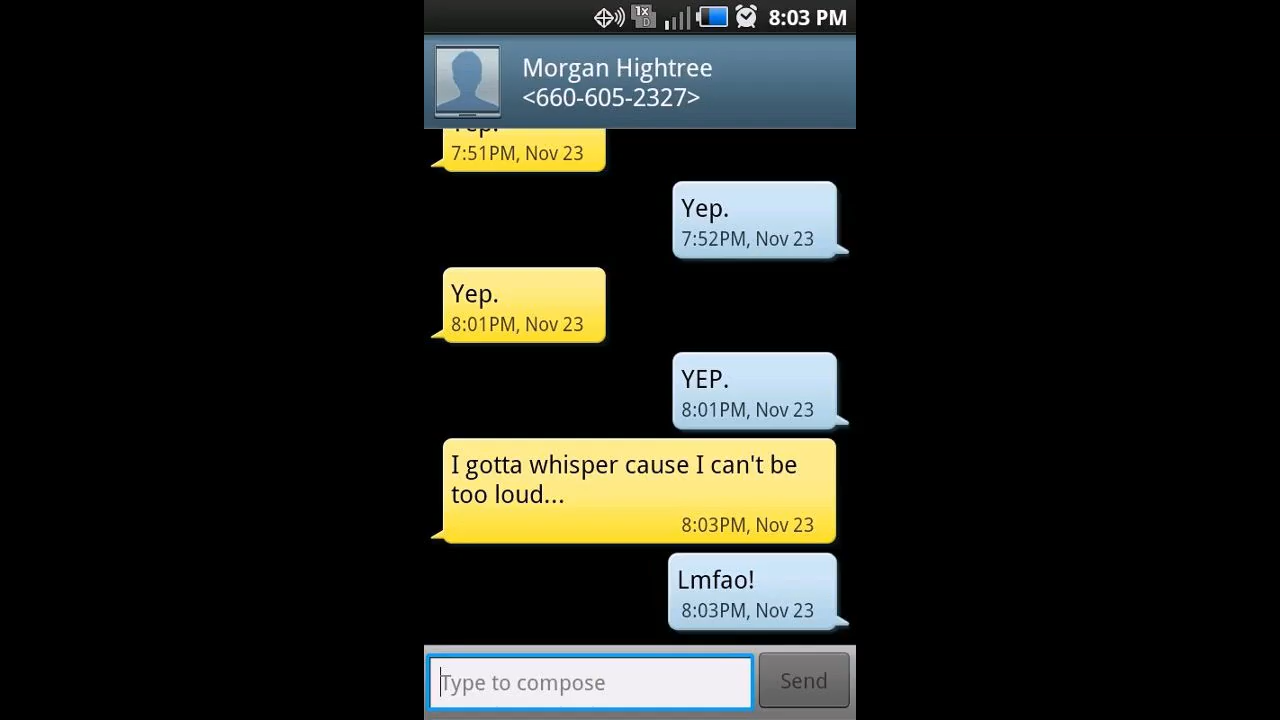 1X
D
8:03 PM
Morgan Hightree
<660-605-2327>
Yep.
7:51PM, Nov 23
Yep.
7:52PM, Nov 23
Yep.
8:01PM, Nov 23
YEP.
8:01PM, Nov 23
I gotta whisper cause I can't be
too loud...
8:03PM, Nov 23
Lmfao!
8:03PM, Nov 23
Type to compose
Send